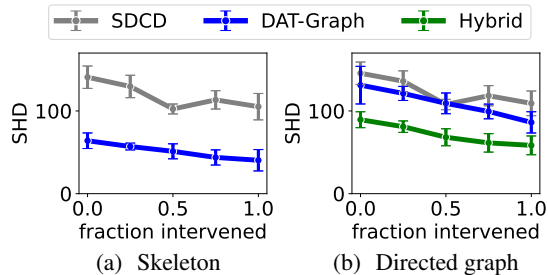 SDCD DAT-Graph Hybrid
SHD
100
0
0.0 0.5 1.0
fraction intervened
(a) Skeleton
SHD
100
0
0.0 0.5 1.0
fraction intervened
(b) Directed graph